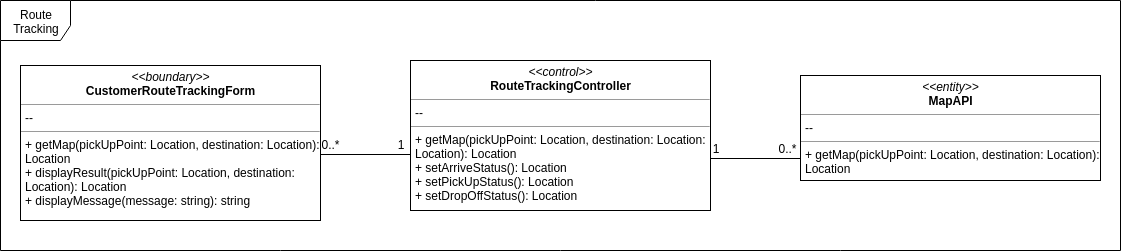 Route
Tracking
<<boundary>>
CustomerRouteTrackingForm
--
+ getMap(pickUpPoint: Location, destination: Location):
Location
+ displayResult(pickUpPoint: Location, destination:
Location): Location
+ displayMessage(message: string): string
0..*
1
<<control>>
RouteTrackingController
--
+ getMap(pickUpPoint: Location, destination: Location:
Location): Location
+ setArriveStatus(): Location
+ setPickUpStatus(): Location
+ setDropOffStatus(): Location
1
0..*
<<entity>>
MapAPI
--
+ getMap(pickUpPoint: Location, destination: Location):
Location